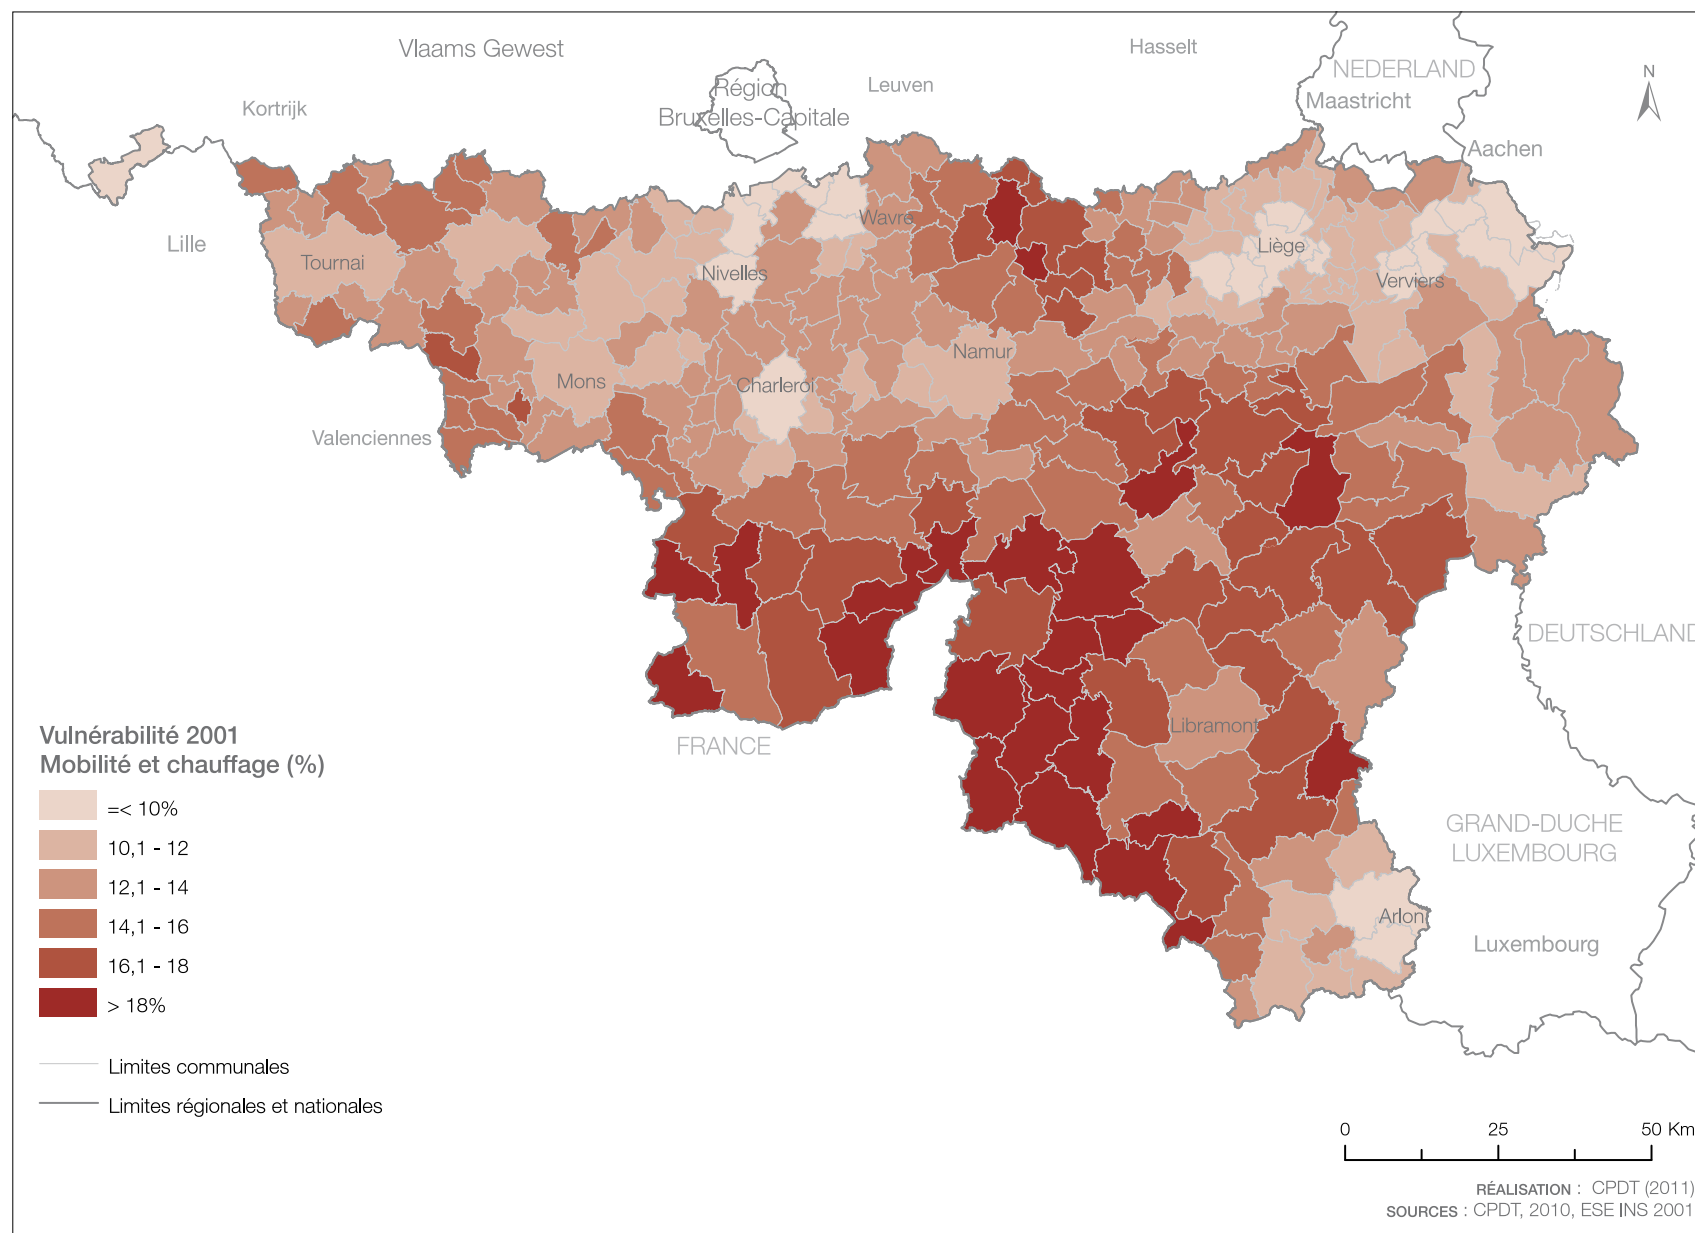 Vlaams Gewest
Hasselt
NEDERLAND
Maastricht
N
Région
Bruxelles-Capitale
Leuven
Kortrijk
Aachen
Wavre
Lille
Tournai
Nivelles
Liège
Verviers
Namur
Mons
Charleroi
Valenciennes
DEUTSCHLAND
Libramont
FRANCE
GRAND-DUCHE
LUXEMBOURG
Arlon
Luxembourg
Vulnérabilité 2001
Mobilité et chauffage (%)
=< 10%
10,1 - 12
12,1 - 14
14,1 - 16
16,1 - 18
> 18%
Limites communales
Limites régionales et nationales
0 25 50 Km
RÉALISATION : CPDT (2011)
SOURCES : CPDT, 2010, ESE INS 2001